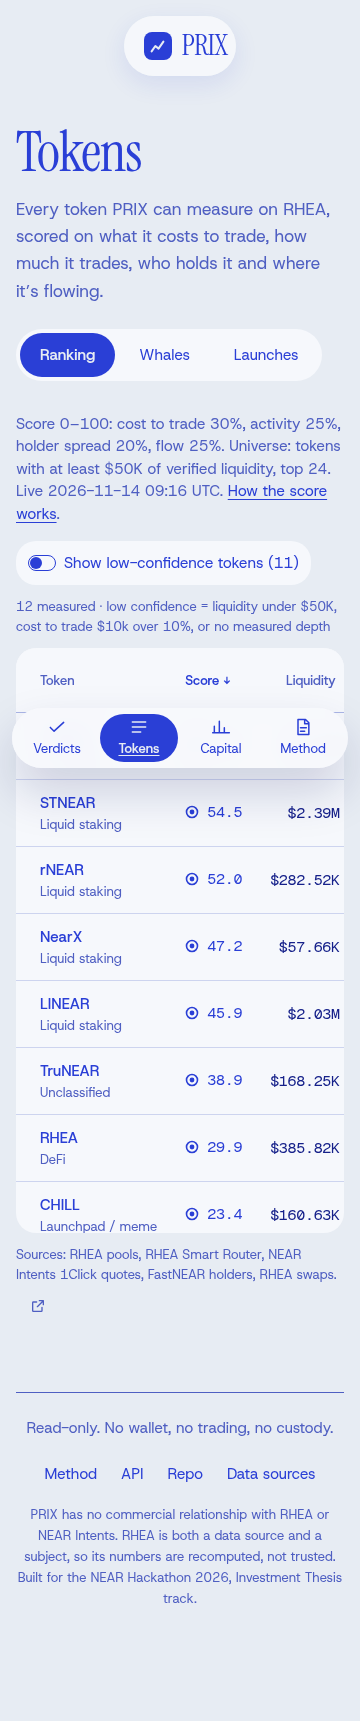 PRIX
Tokens
Every token PRIX can measure on RHEA,
scored on what it costs to trade, how
much it trades, who holds it and where
it's flowing.
Ranking Whales Launches
Score 0–100: cost to trade 30%, activity 25%,
holder spread 20%, flow 25%. Universe: tokens
with at least $50K of verified liquidity, top 24.
Live 2026-11-14 09:16 UTC. How the score
works.
Show low-confidence tokens (11)
12 measured · low confidence = liquidity under $50K,
cost to trade $10k over 10%, or no measured depth
Token Score ↓ Liquidity
Verdicts Tokens Capital Method
STNEAR 54.5 $2.39M
Liquid staking
rNEAR 52.0 $282.52K
Liquid staking
NearX 47.2 $57.66K
Liquid staking
LINEAR 45.9 $2.03M
Liquid staking
TruNEAR 38.9 $168.25K
Unclassified
RHEA 29.9 $385.82K
DeFi
CHILL 23.4 $160.63K
Launchpad / meme
Sources: RHEA pools, RHEA Smart Router, NEAR
Intents 1Click quotes, FastNEAR holders, RHEA swaps.
Read-only. No wallet, no trading, no custody.
Method API Repo Data sources
PRIX has no commercial relationship with RHEA or
NEAR Intents. RHEA is both a data source and a
subject, so its numbers are recomputed, not trusted.
Built for the NEAR Hackathon 2026, Investment Thesis
track.